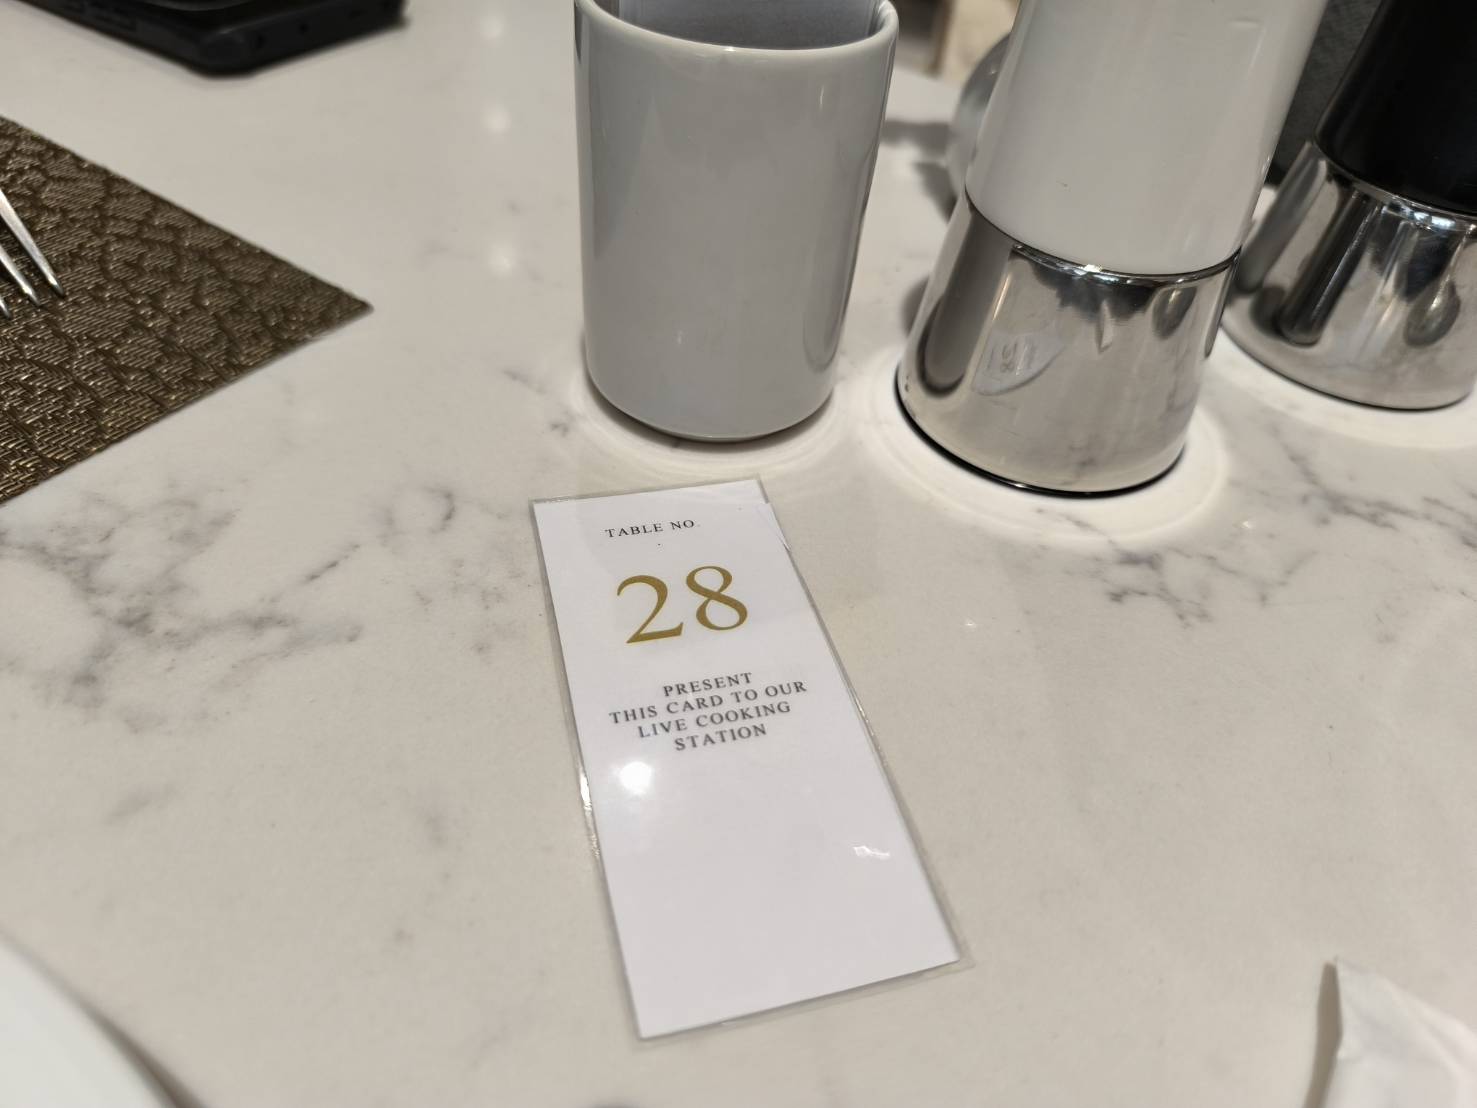 TABLE NO.
28
PRESENT
THIS CARD TO OUR
LIVE COOKING
STATION